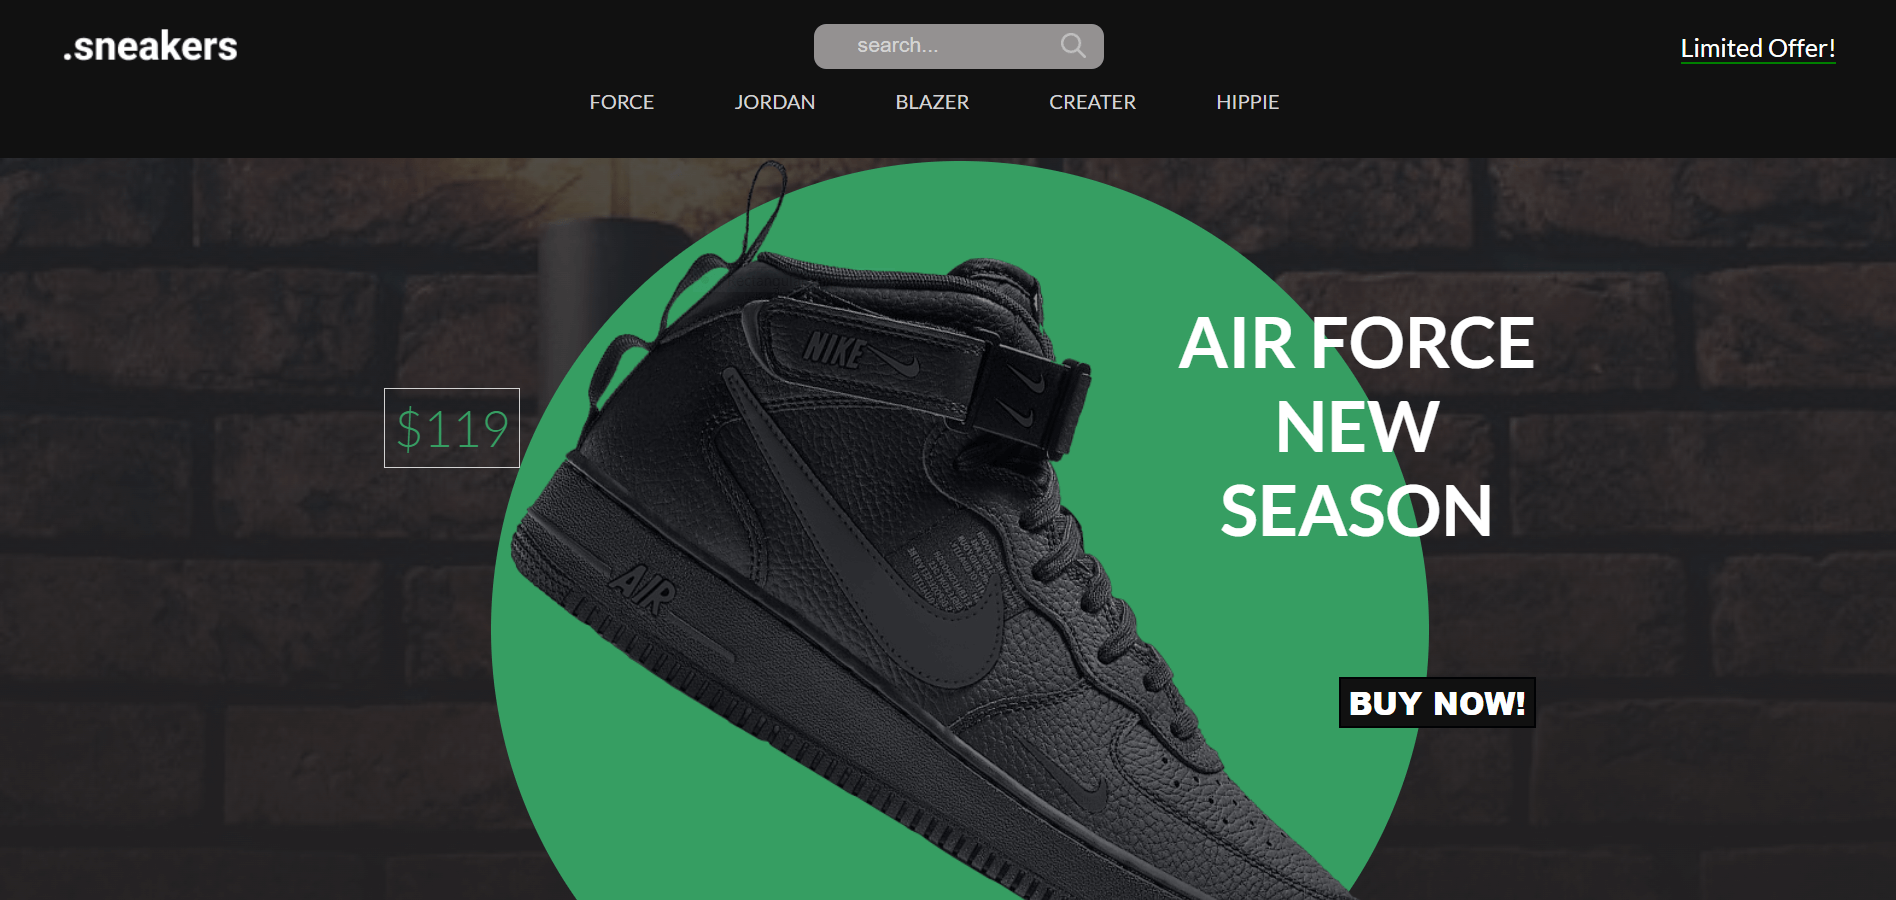 .sneakers
search...
Limited Offer!
FORCE JORDAN BLAZER CREATER HIPPIE
NIKE
$119
AIR FORCE
NEW
SEASON
AIR
BUY NOW!